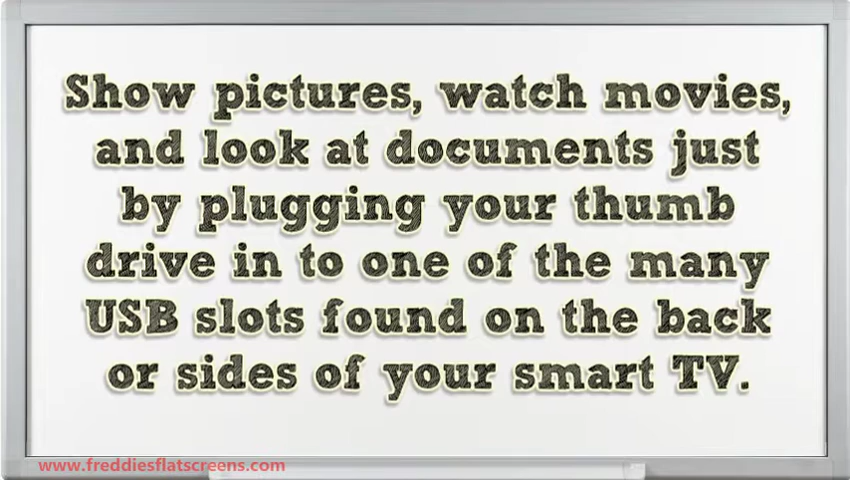 Show pictures, watch movies,
and look at documents just
by plugging your thumb
drive in to one of the many
USB slots found on the back
or sides of your smart TV.
www.freddiesflatscreens.com